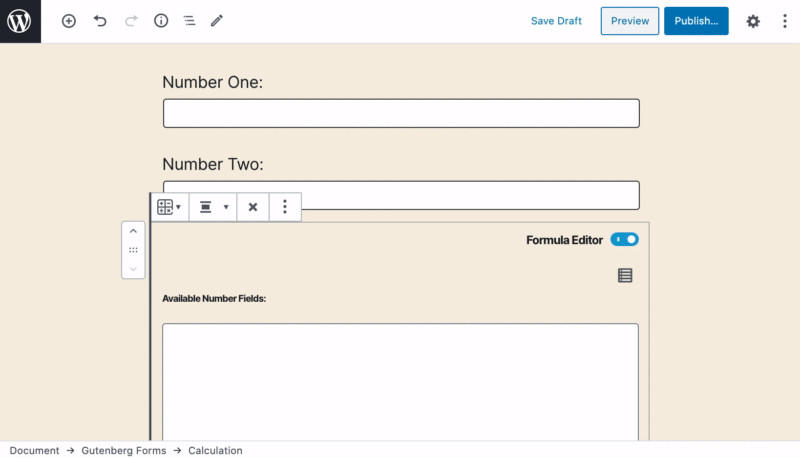 Save Draft Preview Publish...
Number One:
Number Two:
Formula Editor
Available Number Fields:
Document → Gutenberg Forms → Calculation